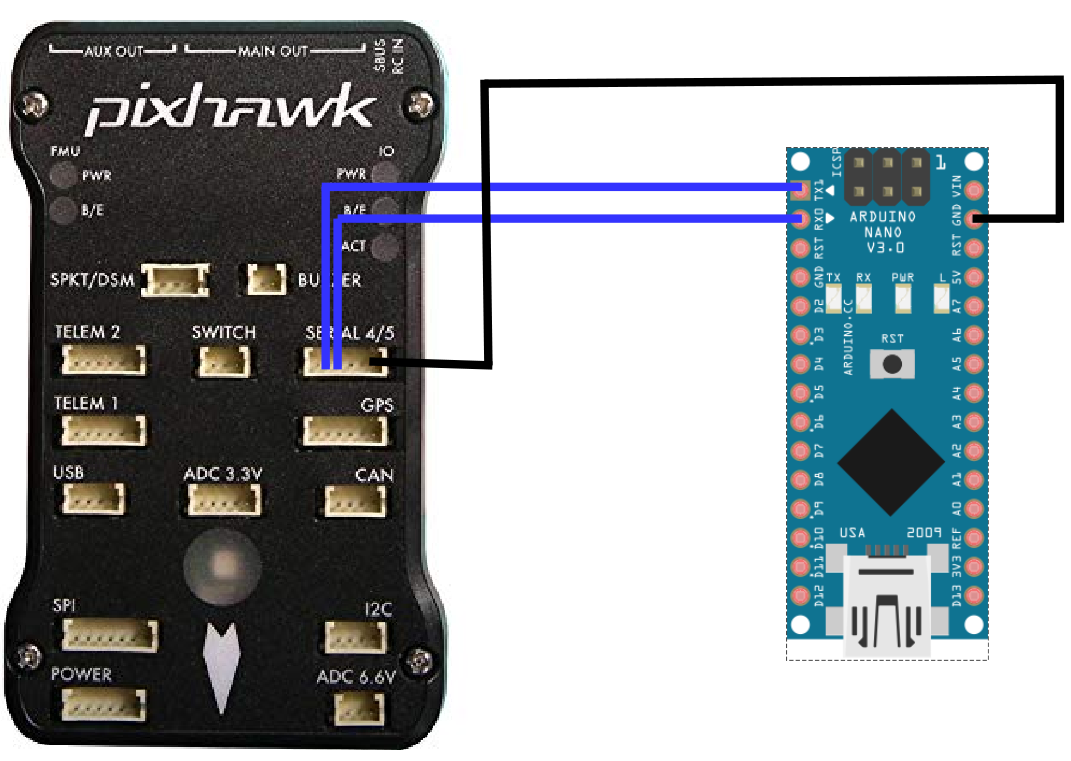 AUX OUT
MAIN OUT
SBUS
RC IN
pixhawk
FMU
IO
PWR
PWR
B/E
B/E
ACT
SPKT/DSM
BUZZER
TELEM 2
SWITCH
SERIAL 4/5
TELEM 1
GPS
USB
ADC 3.3V
CAN
SPI
I2C
POWER
ADC 6.6V
ICSP
1
TX1
RX0
RST
GND
D2
D3
D4
D5
D6
D7
D8
D9
D10
D11
D12
ARDUINO
NANO
V3.0
TX
RX
PWR
L
ARDUINO.CC
RST
USA
2009
VIN
GND
RST
5V
A7
A6
A5
A4
A3
A2
A1
A0
REF
3V3
D13